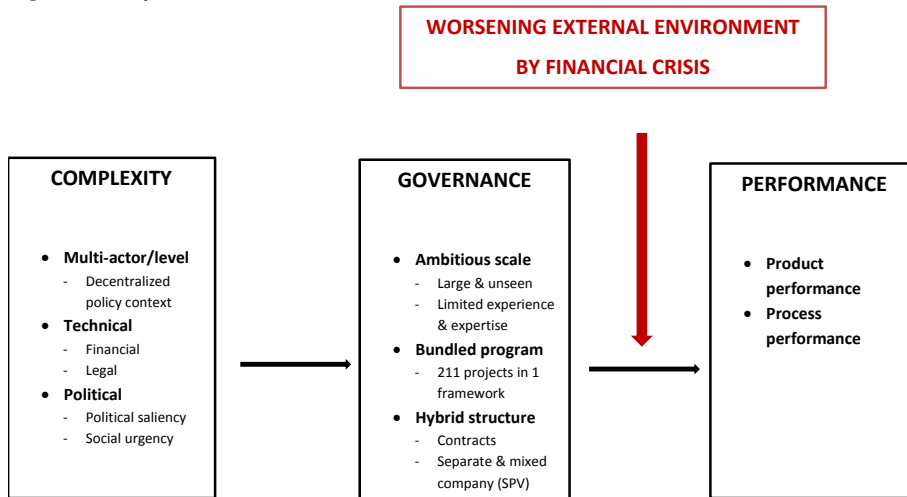 WORSENING EXTERNAL ENVIRONMENT
BY FINANCIAL CRISIS
COMPLEXITY
• Multi-actor/level
- Decentralized
policy context
• Technical
- Financial
- Legal
• Political
- Political saliency
- Social urgency
GOVERNANCE
• Ambitious scale
- Large & unseen
- Limited experience
& expertise
• Bundled program
- 211 projects in 1
framework
• Hybrid structure
- Contracts
- Separate & mixed
company (SPV)
PERFORMANCE
• Product
performance
• Process
performance